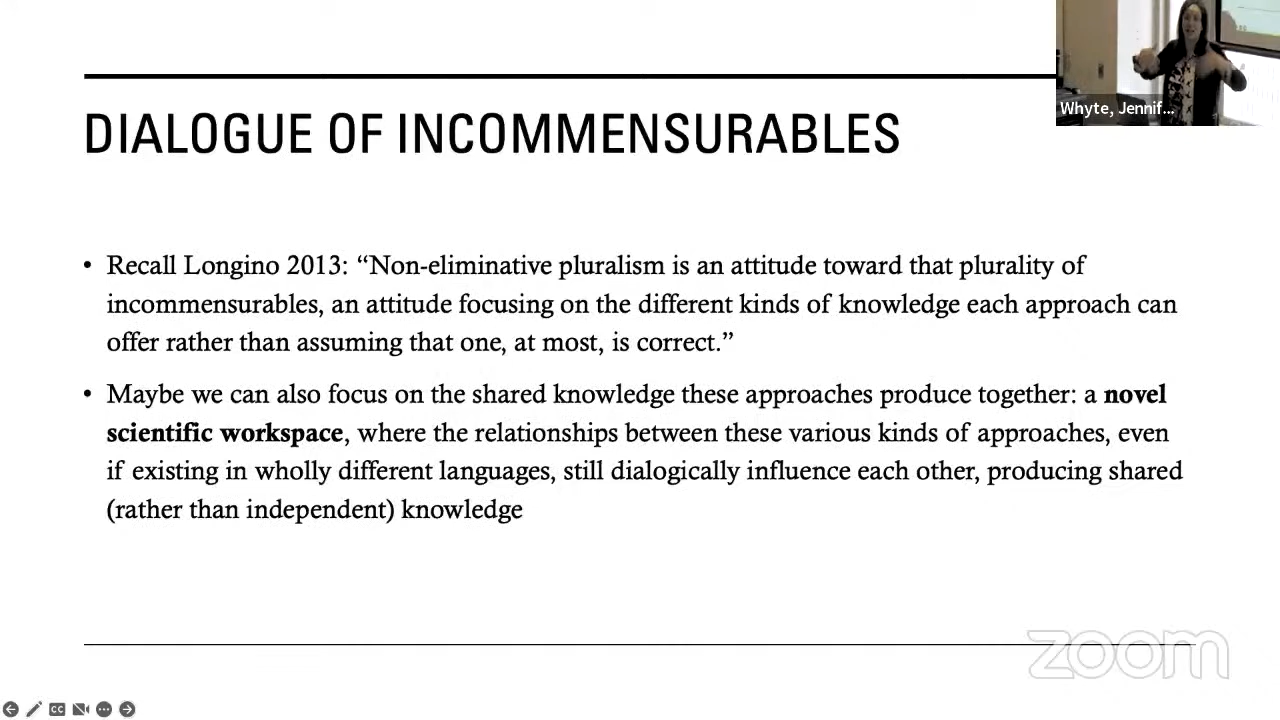 Whyte, Jennif...
DIALOGUE OF INCOMMENSURABLES
• Recall Longino 2013: “Non-eliminative pluralism is an attitude toward that plurality of
incommensurables, an attitude focusing on the different kinds of knowledge each approach can
offer rather than assuming that one, at most, is correct.”
• Maybe we can also focus on the shared knowledge these approaches produce together: a novel
scientific workspace, where the relationships between these various kinds of approaches, even
if existing in wholly different languages, still dialogically influence each other, producing shared
(rather than independent) knowledge
zoom
CC